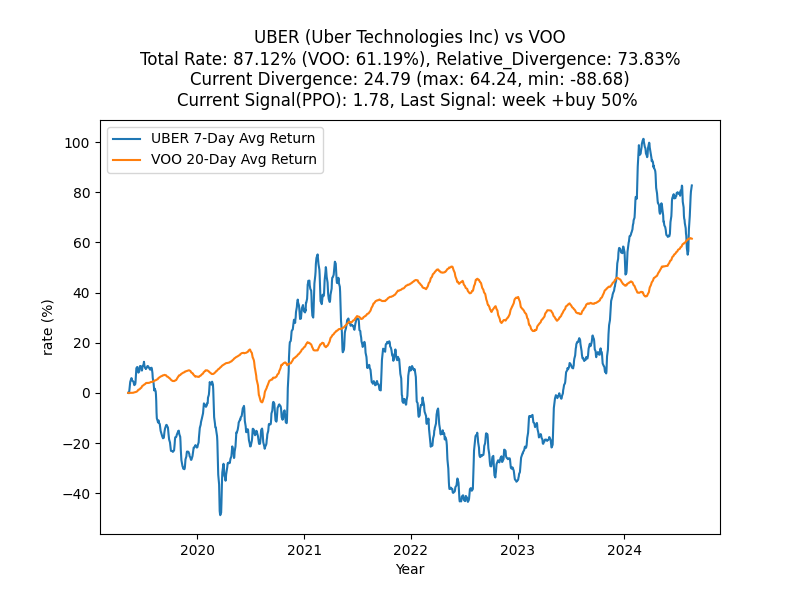 UBER (Uber Technologies Inc) vs VOO
Total Rate: 87.12% (VOO: 61.19%), Relative_Divergence: 73.83%
Current Divergence: 24.79 (max: 64.24, min: -88.68)
Current Signal(PPO): 1.78, Last Signal: week +buy 50%
UBER 7-Day Avg Return
VOO 20-Day Avg Return
rate (%)
100
80
60
40
20
0
−20
−40
2020 2021 2022 2023 2024
Year